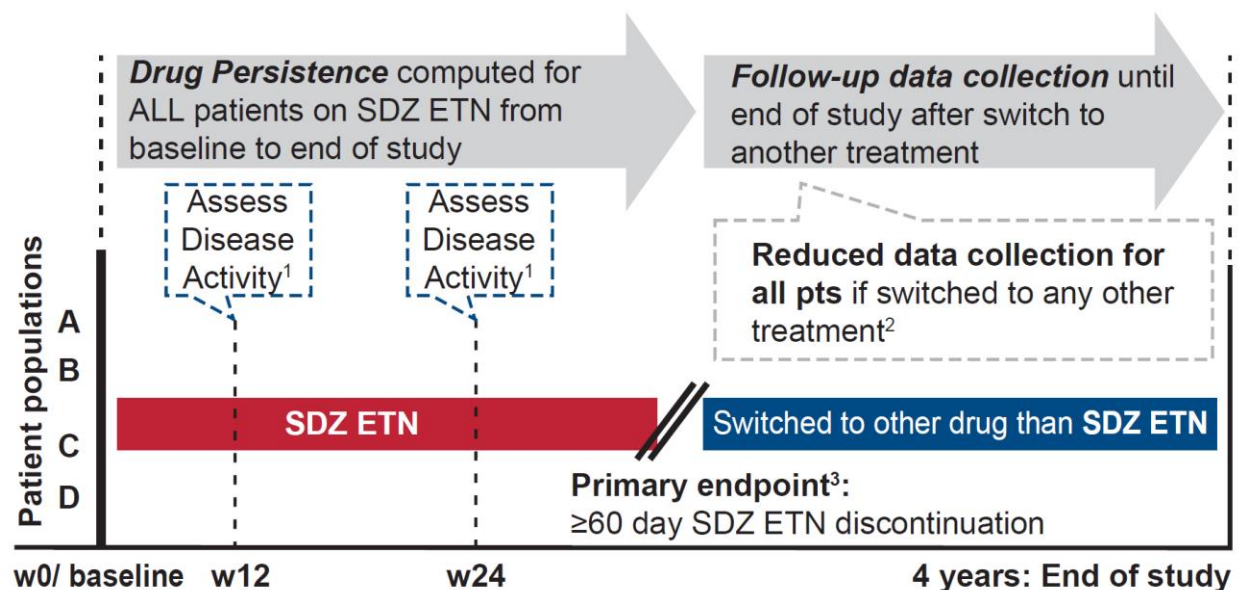 Drug Persistence computed for
ALL patients on SDZ ETN from
baseline to end of study
Follow-up data collection until
end of study after switch to
another treatment
Assess
Disease
Activity¹
Assess
Disease
Activity¹
Reduced data collection for
all pts if switched to any other
treatment²
Patient populations
A
B
C
D
SDZ ETN
Switched to other drug than SDZ ETN
Primary endpoint³:
≥60 day SDZ ETN discontinuation
w0/ baseline
w12
w24
4 years: End of study